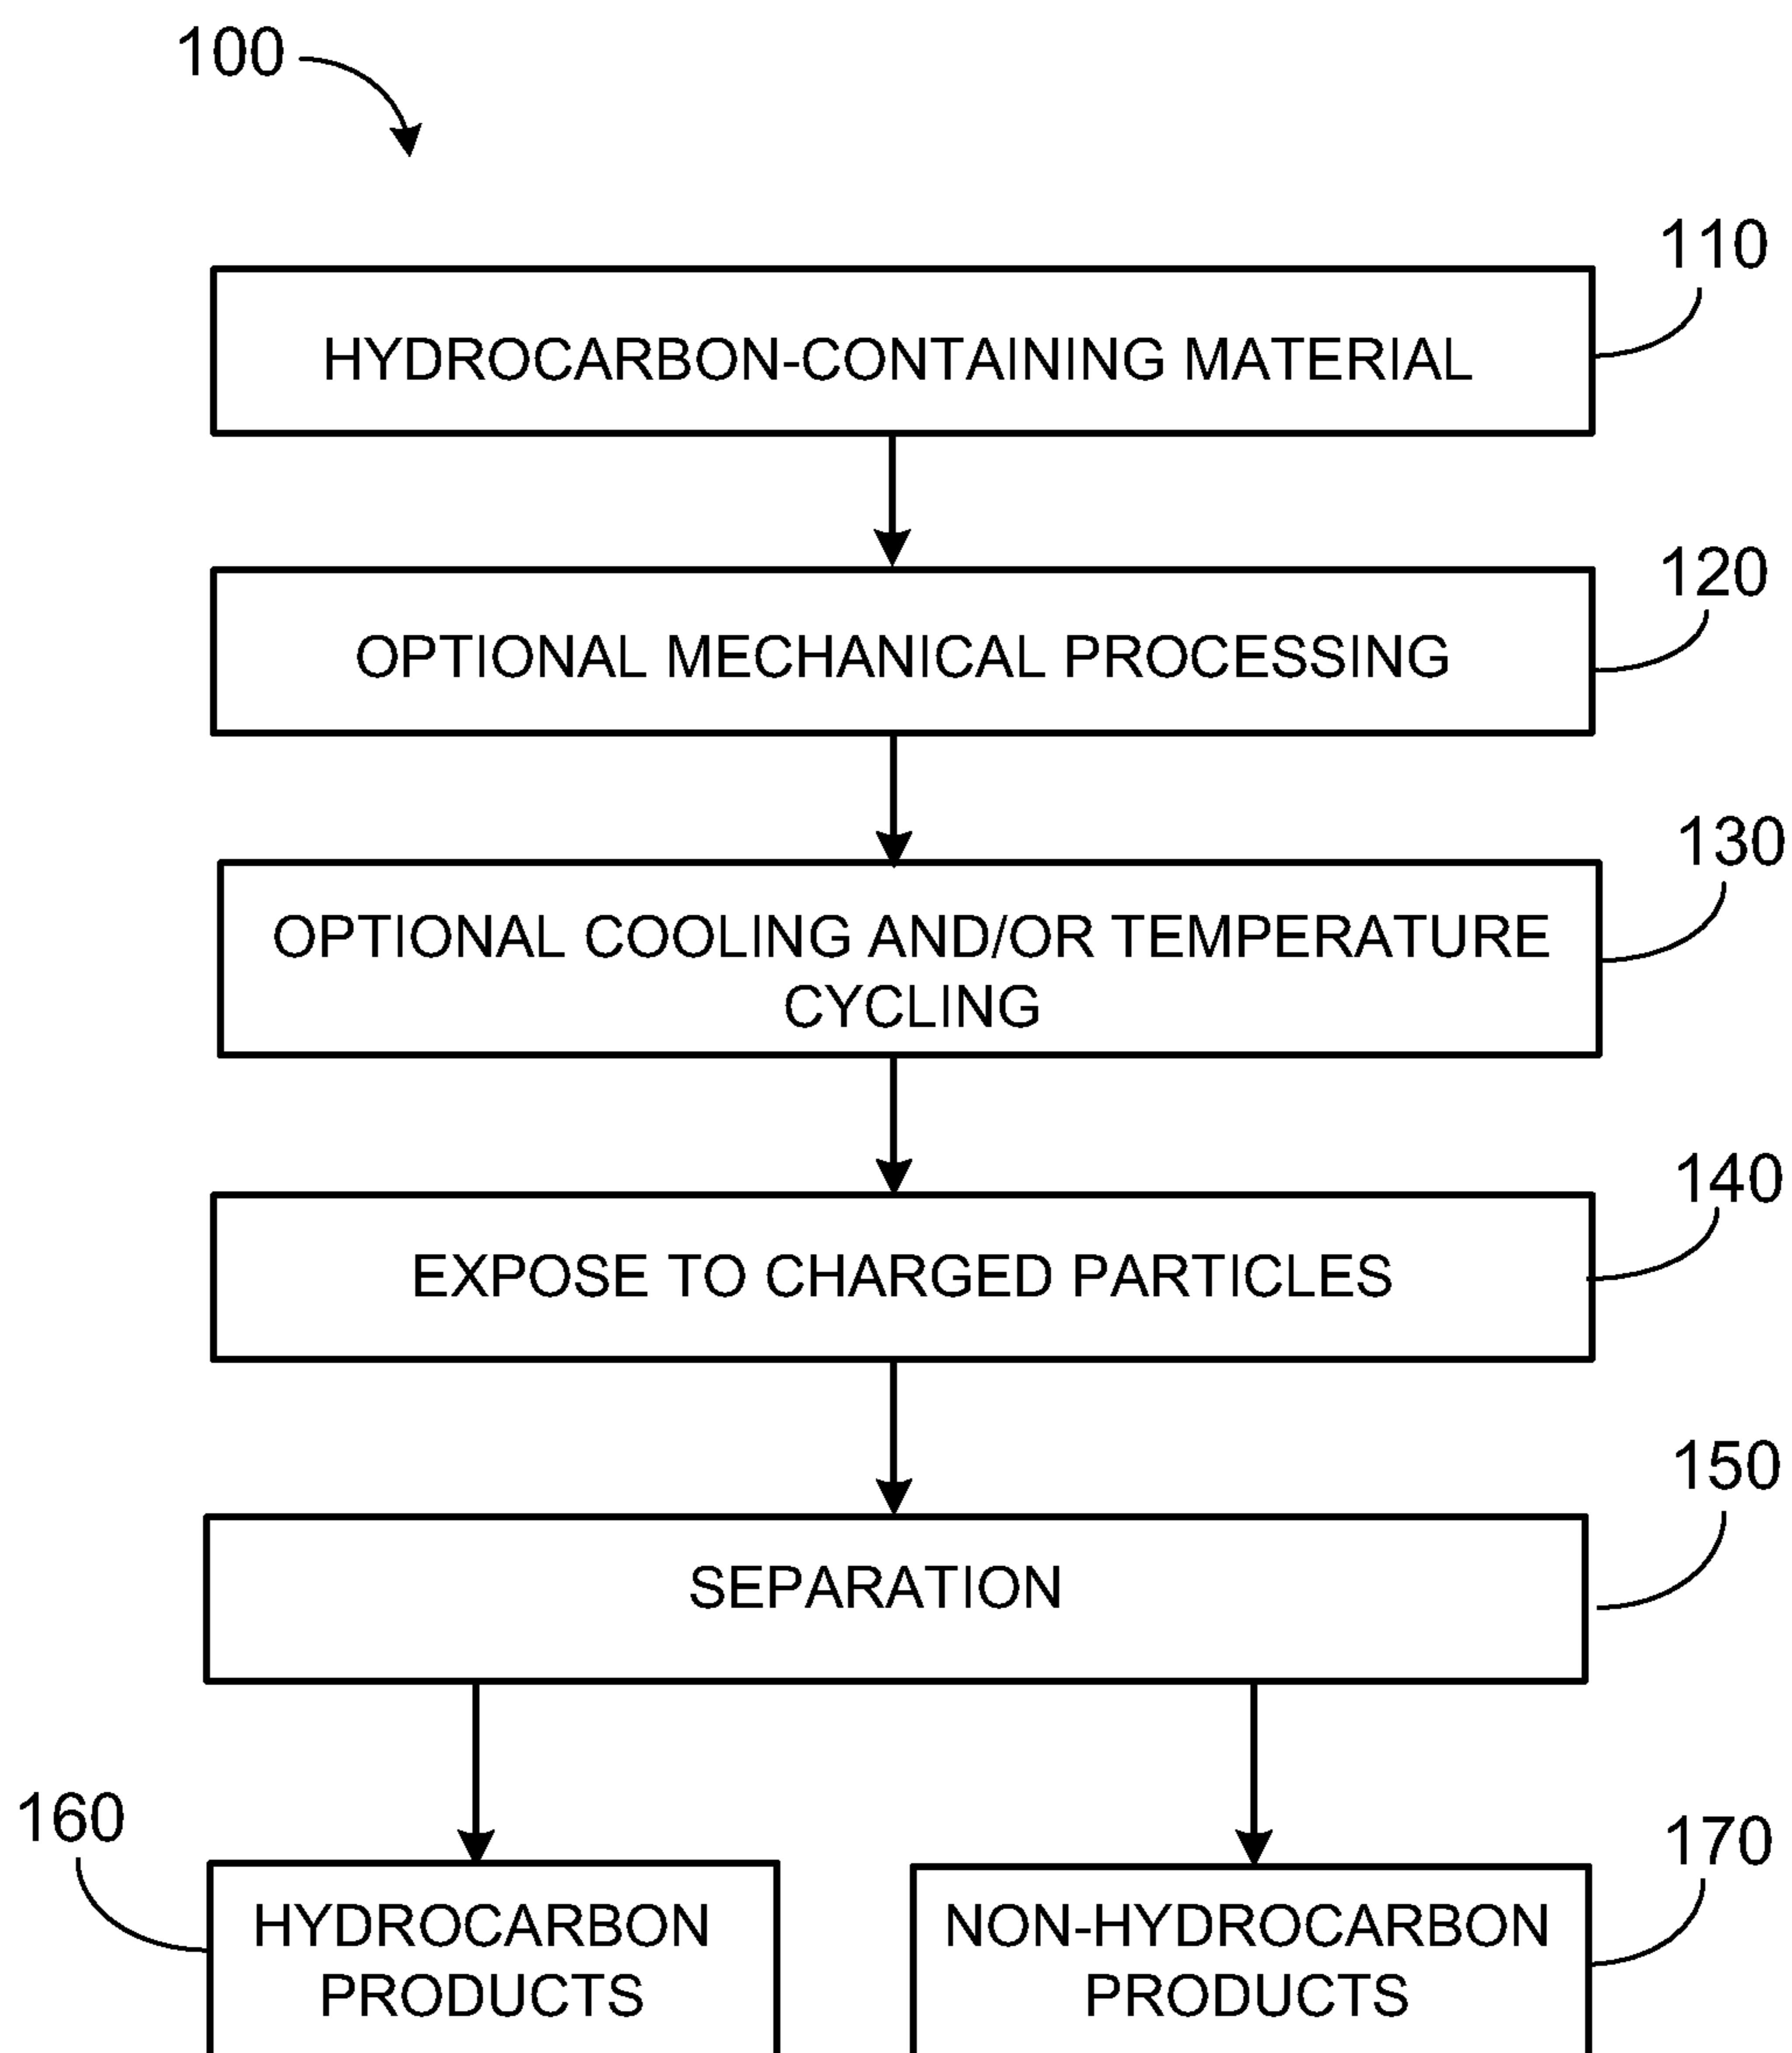 100
110
HYDROCARBON-CONTAINING MATERIAL
120
OPTIONAL MECHANICAL PROCESSING
130
OPTIONAL COOLING AND/OR TEMPERATURE
CYCLING
140
EXPOSE TO CHARGED PARTICLES
150
SEPARATION
160
HYDROCARBON
PRODUCTS
170
NON-HYDROCARBON
PRODUCTS